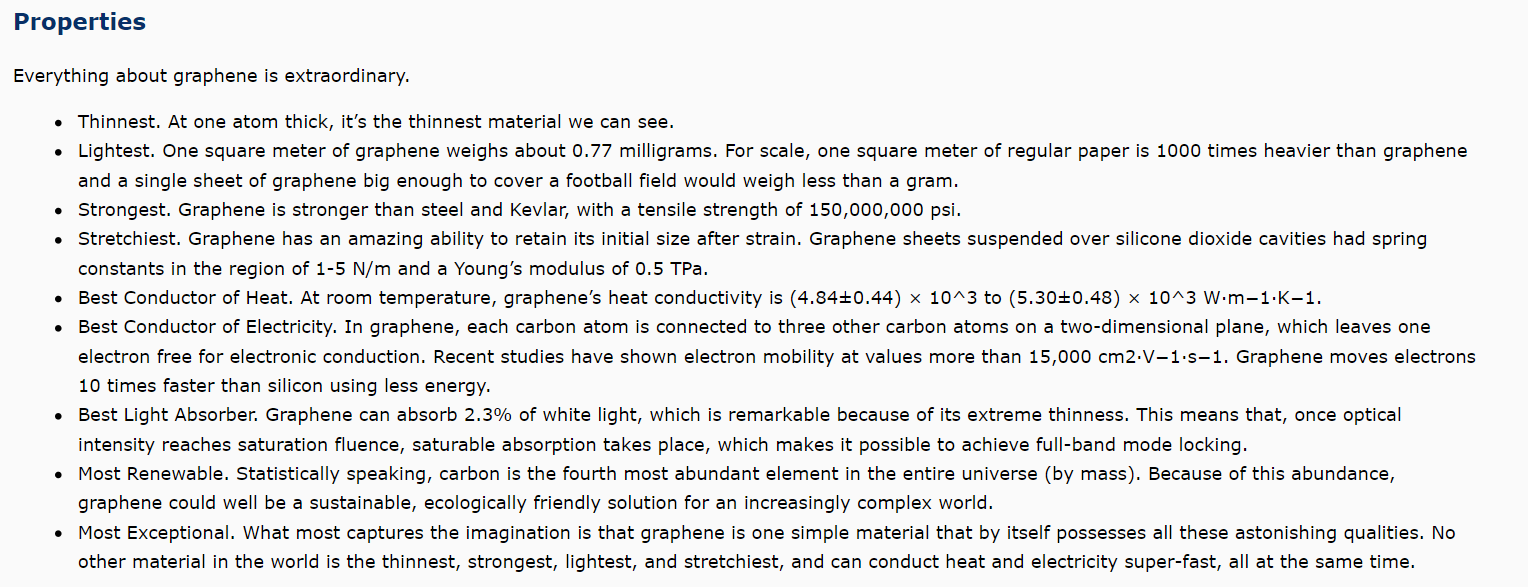 Properties
Everything about graphene is extraordinary.
• Thinnest. At one atom thick, it’s the thinnest material we can see.
• Lightest. One square meter of graphene weighs about 0.77 milligrams. For scale, one square meter of regular paper is 1000 times heavier than graphene
and a single sheet of graphene big enough to cover a football field would weigh less than a gram.
• Strongest. Graphene is stronger than steel and Kevlar, with a tensile strength of 150,000,000 psi.
• Stretchiest. Graphene has an amazing ability to retain its initial size after strain. Graphene sheets suspended over silicone dioxide cavities had spring
constants in the region of 1-5 N/m and a Young’s modulus of 0.5 TPa.
• Best Conductor of Heat. At room temperature, graphene’s heat conductivity is (4.84±0.44) × 10^3 to (5.30±0.48) × 10^3 W·m−1·K−1.
• Best Conductor of Electricity. In graphene, each carbon atom is connected to three other carbon atoms on a two-dimensional plane, which leaves one
electron free for electronic conduction. Recent studies have shown electron mobility at values more than 15,000 cm2·V−1·s−1. Graphene moves electrons
10 times faster than silicon using less energy.
• Best Light Absorber. Graphene can absorb 2.3% of white light, which is remarkable because of its extreme thinness. This means that, once optical
intensity reaches saturation fluence, saturable absorption takes place, which makes it possible to achieve full-band mode locking.
• Most Renewable. Statistically speaking, carbon is the fourth most abundant element in the entire universe (by mass). Because of this abundance,
graphene could well be a sustainable, ecologically friendly solution for an increasingly complex world.
• Most Exceptional. What most captures the imagination is that graphene is one simple material that by itself possesses all these astonishing qualities. No
other material in the world is the thinnest, strongest, lightest, and stretchiest, and can conduct heat and electricity super-fast, all at the same time.